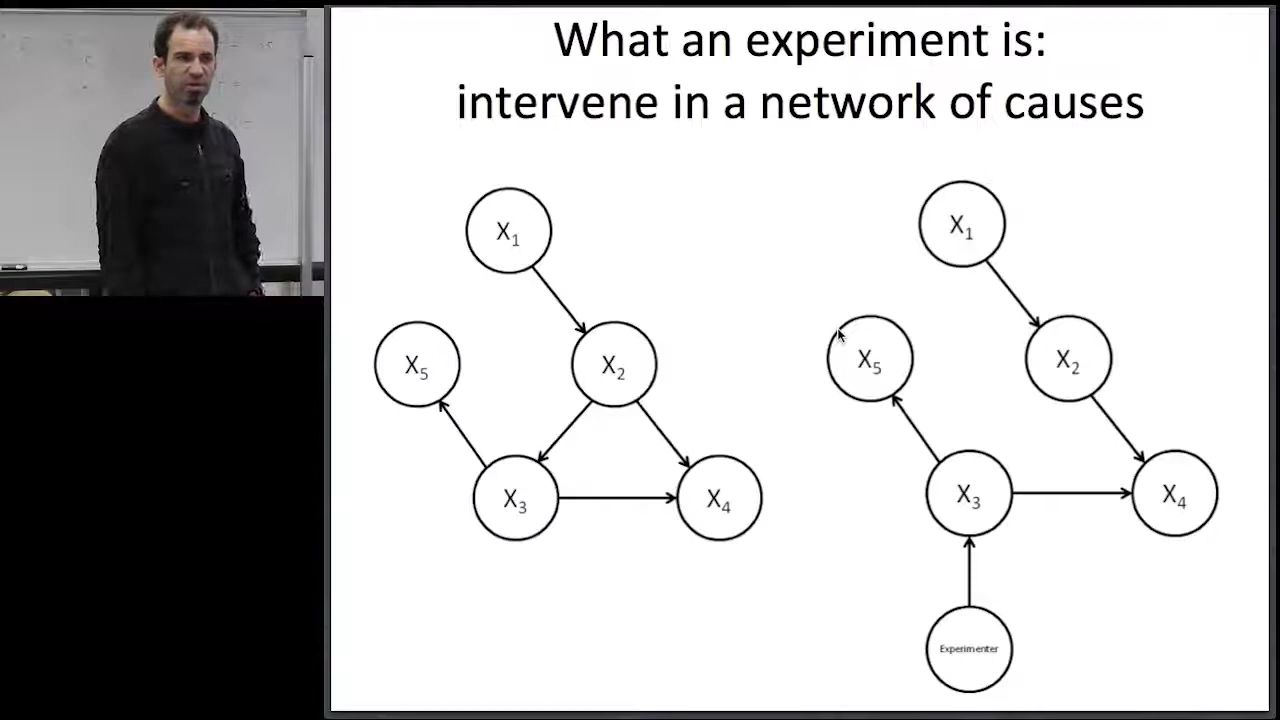 What an experiment is:
intervene in a network of causes
X1
X1
X5
X2
X5
X2
X3
X4
X3
X4
Experimenter